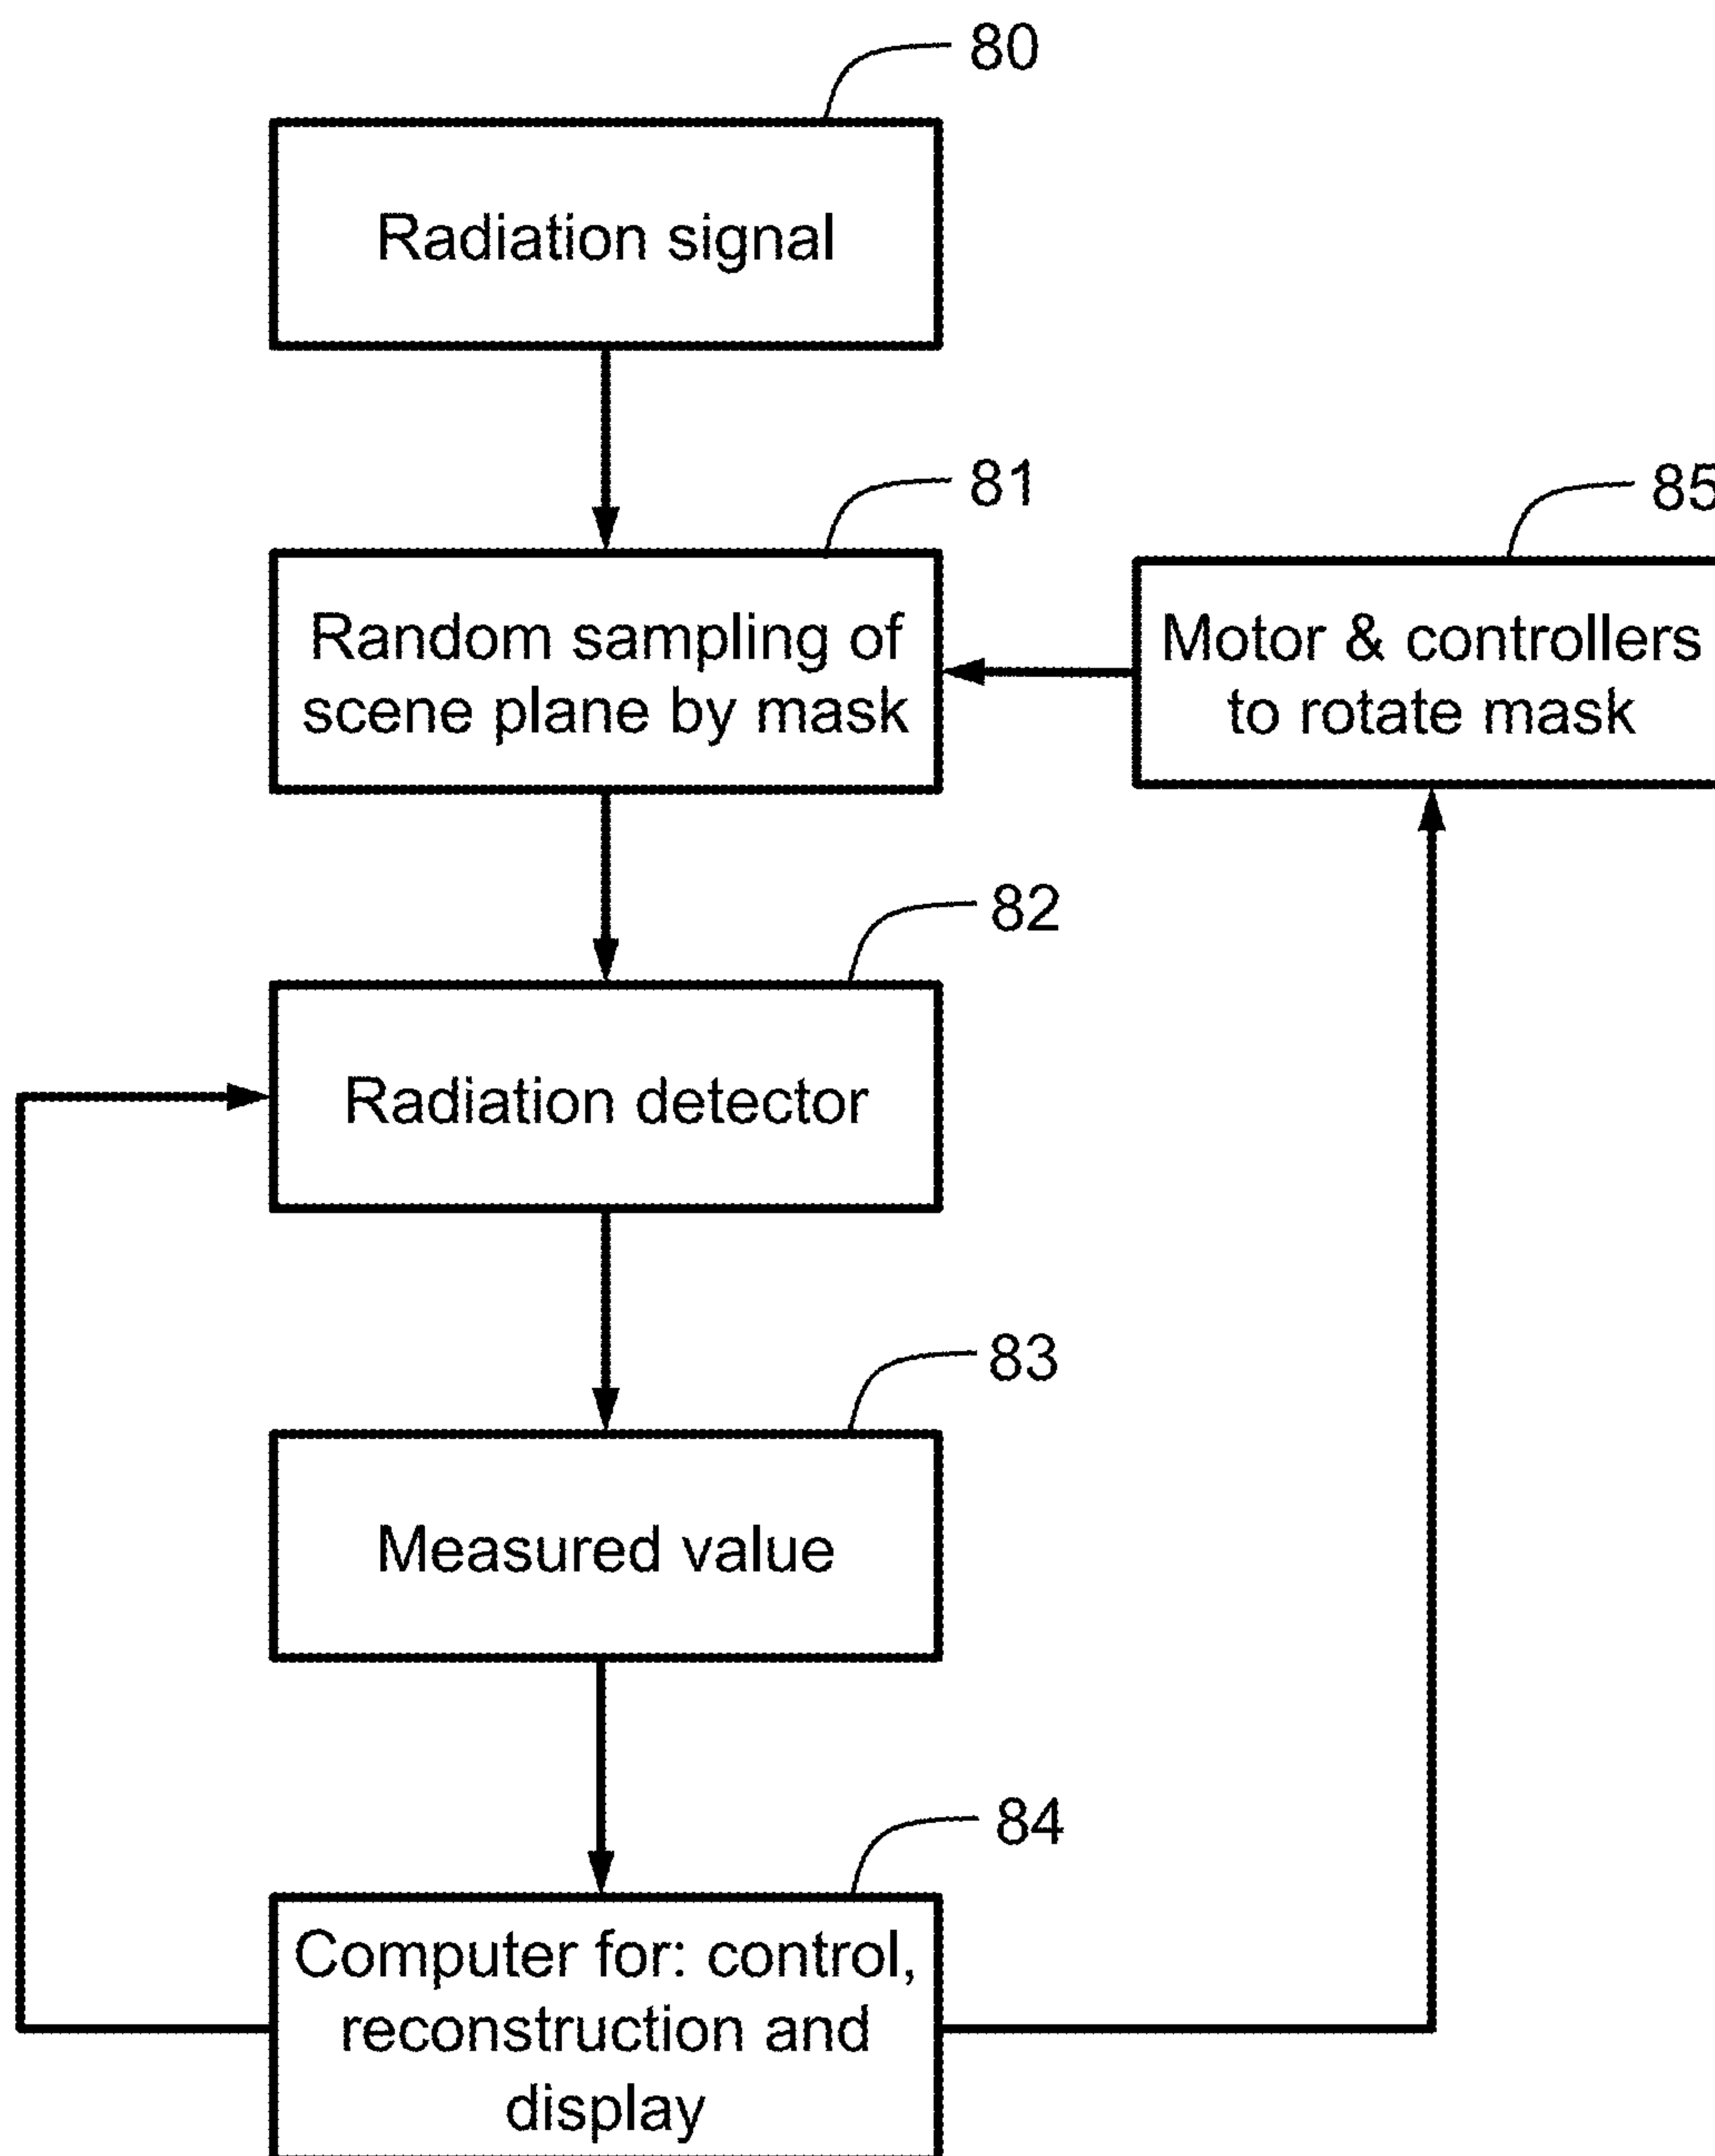 80
Radiation signal
81
Random sampling of
scene plane by mask
85
Motor & controllers
to rotate mask
82
Radiation detector
83
Measured value
84
Computer for: control,
reconstruction and
display